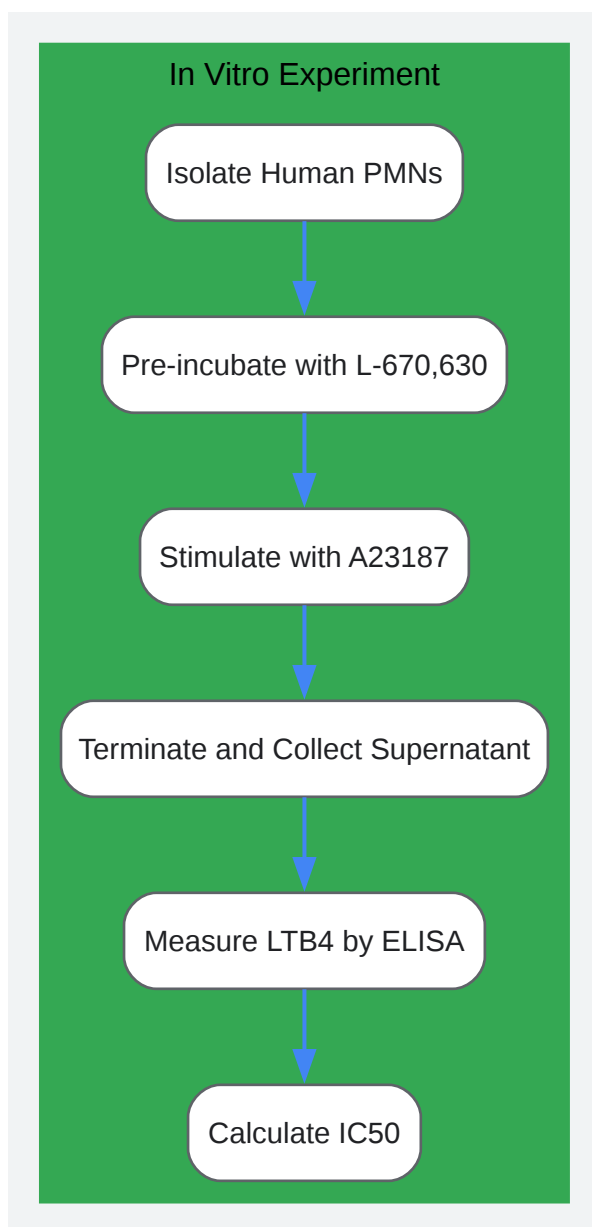 In Vitro Experiment
Isolate Human PMNs
Pre-incubate with L-670,630
Stimulate with A23187
Terminate and Collect Supernatant
Measure LTB4 by ELISA
Calculate IC50